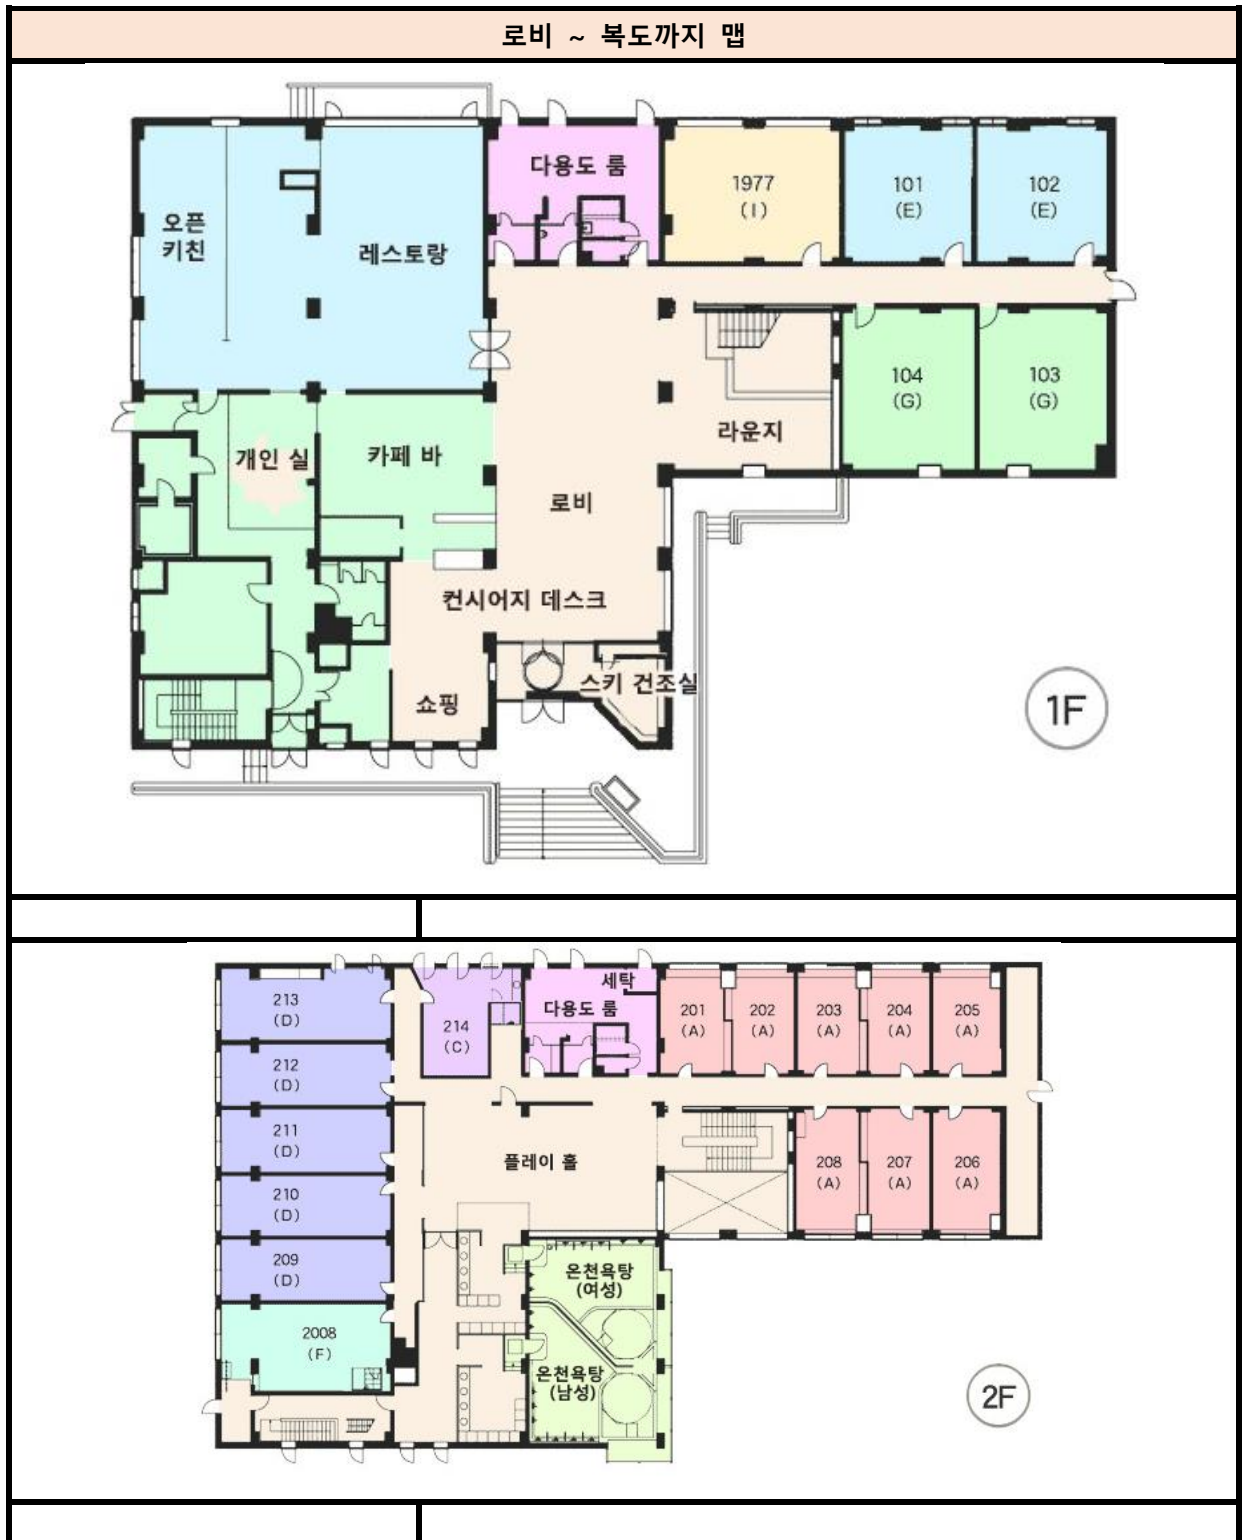 로비 ~ 복도까지 맵
다용도 룸
1977
(I)
101
(E)
102
(E)
오픈
키친
레스토랑
104
(G)
103
(G)
개인 실
카페 바
라운지
로비
컨시어지 데스크
스키 건조실
쇼핑
1F
213
(D)
214
(C)
세탁
다용도 룸
201
(A)
202
(A)
203
(A)
204
(A)
205
(A)
212
(D)
211
(D)
플레이 홀
208
(A)
207
(A)
206
(A)
210
(D)
209
(D)
온천욕탕
(여성)
2008
(F)
온천욕탕
(남성)
2F